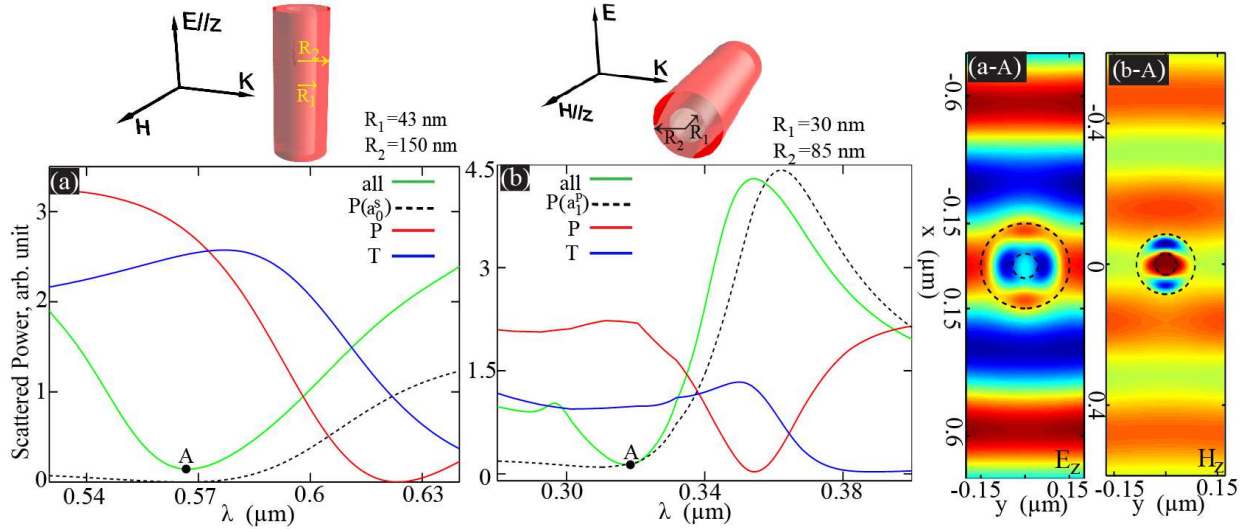 E//z
K
H
R2
R1
R1=43 nm
R2=150 nm
E
K
H//z
R2
R1
R1=30 nm
R2=85 nm
(a)
all
P(a0^s)
P
T
A
Scattered Power, arb. unit
3
2
1
0
0.54
0.57
0.6
0.63
λ (μm)
(b)
all
P(a1^p)
P
T
A
4.5
3
1.5
0
0.30
0.34
0.38
λ (μm)
(a-A)
-0.6
-0.15
x (μm)
0.15
0.6
Ez
-0.15
0.15
y (μm)
(b-A)
-0.4
0
0.4
Hz
-0.15
0.15
y (μm)